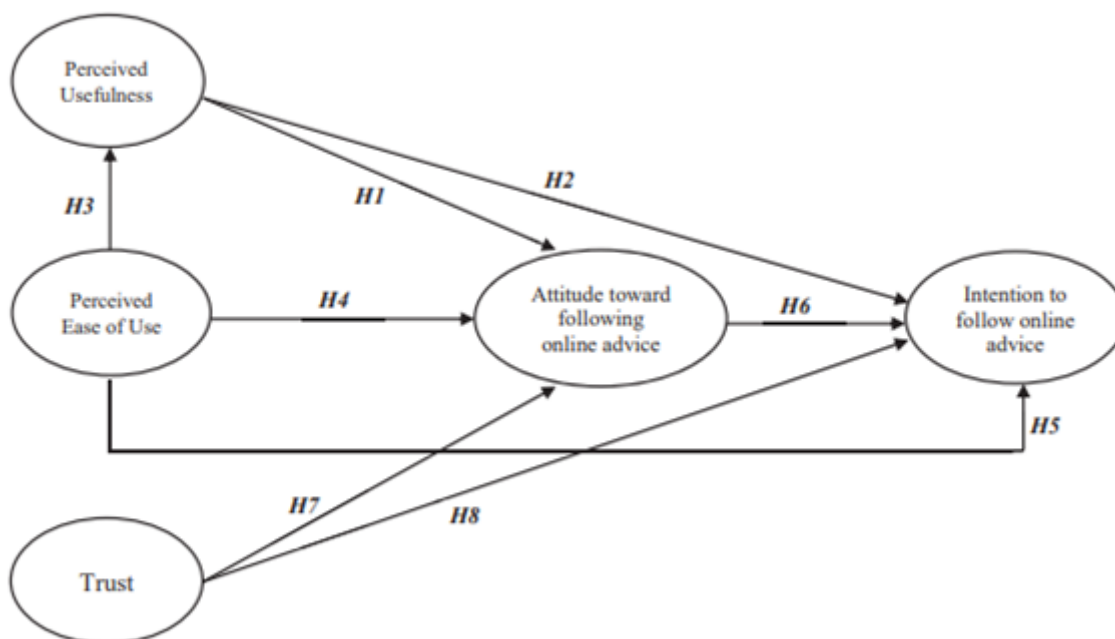 Perceived
Usefulness
H1
H2
H3
Perceived
Ease of Use
H4
Attitude toward
following
online advice
H6
Intention to
follow online
advice
H5
H7
H8
Trust